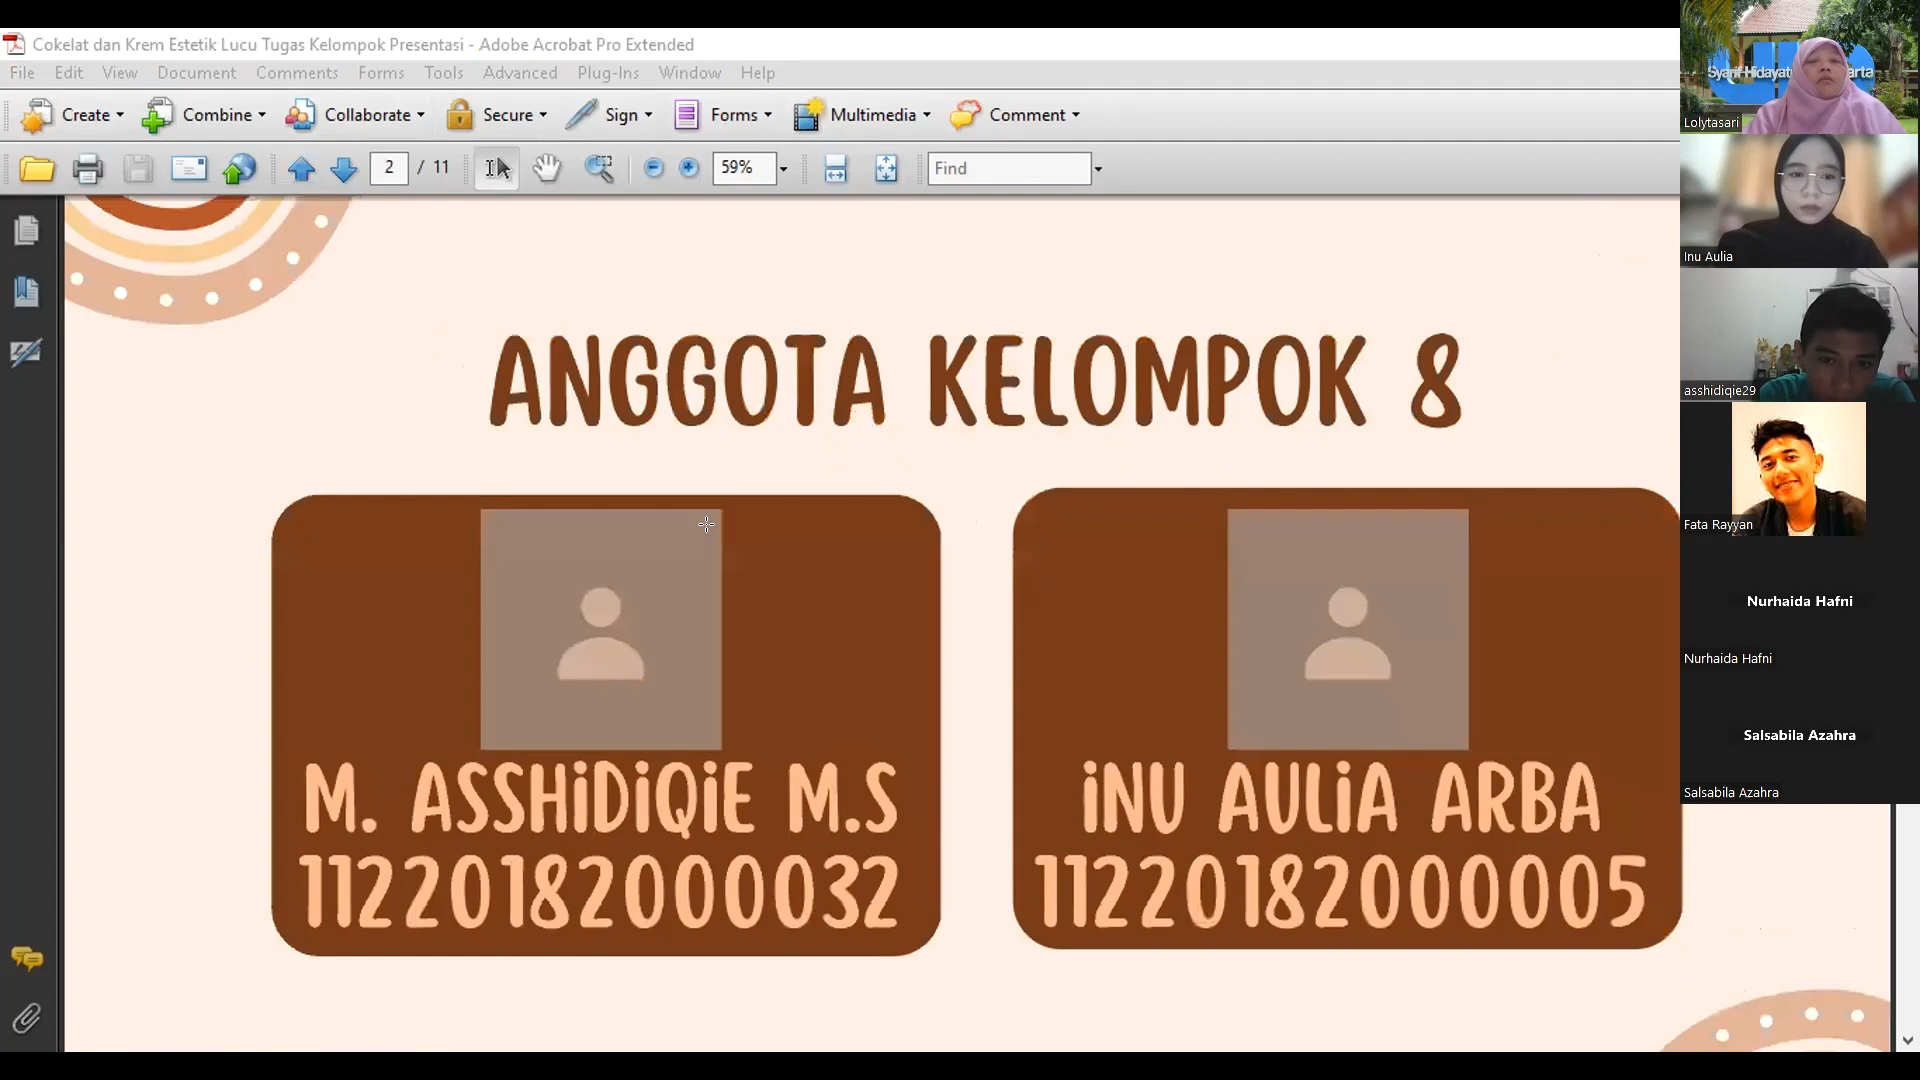 Cokelat dan Krem Estetik Lucu Tugas Kelompok Presentasi - Adobe Acrobat Pro Extended
File Edit View Document Comments Forms Tools Advanced Plug-Ins Window Help
Create Combine Collaborate Secure Sign Forms Multimedia Comment
2 / 11 59% Find
ANGGOTA KELOMPOK 8
M. ASSHiDiQiE M.S
11220182000032
iNU AULiA ARBA
11220182000005
Lolytasari
Inu Aulia
asshidiqie29
Fata Rayyan
Nurhaida Hafni
Nurhaida Hafni
Salsabila Azahra
Salsabila Azahra